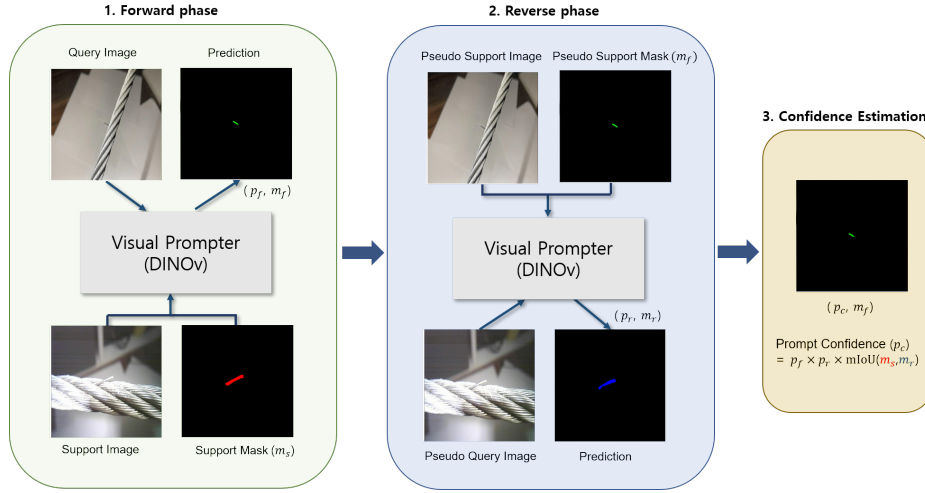 1. Forward phase
Query Image
Prediction
(p_f, m_f)
Visual Prompter
(DINOv)
Support Image
Support Mask (m_s)
2. Reverse phase
Pseudo Support Image
Pseudo Support Mask (m_f)
Visual Prompter
(DINOv)
(p_r, m_r)
Pseudo Query Image
Prediction
3. Confidence Estimation
(p_c, m_f)
Prompt Confidence (p_c)
= p_f × p_r × mIoU(m_s,m_r)